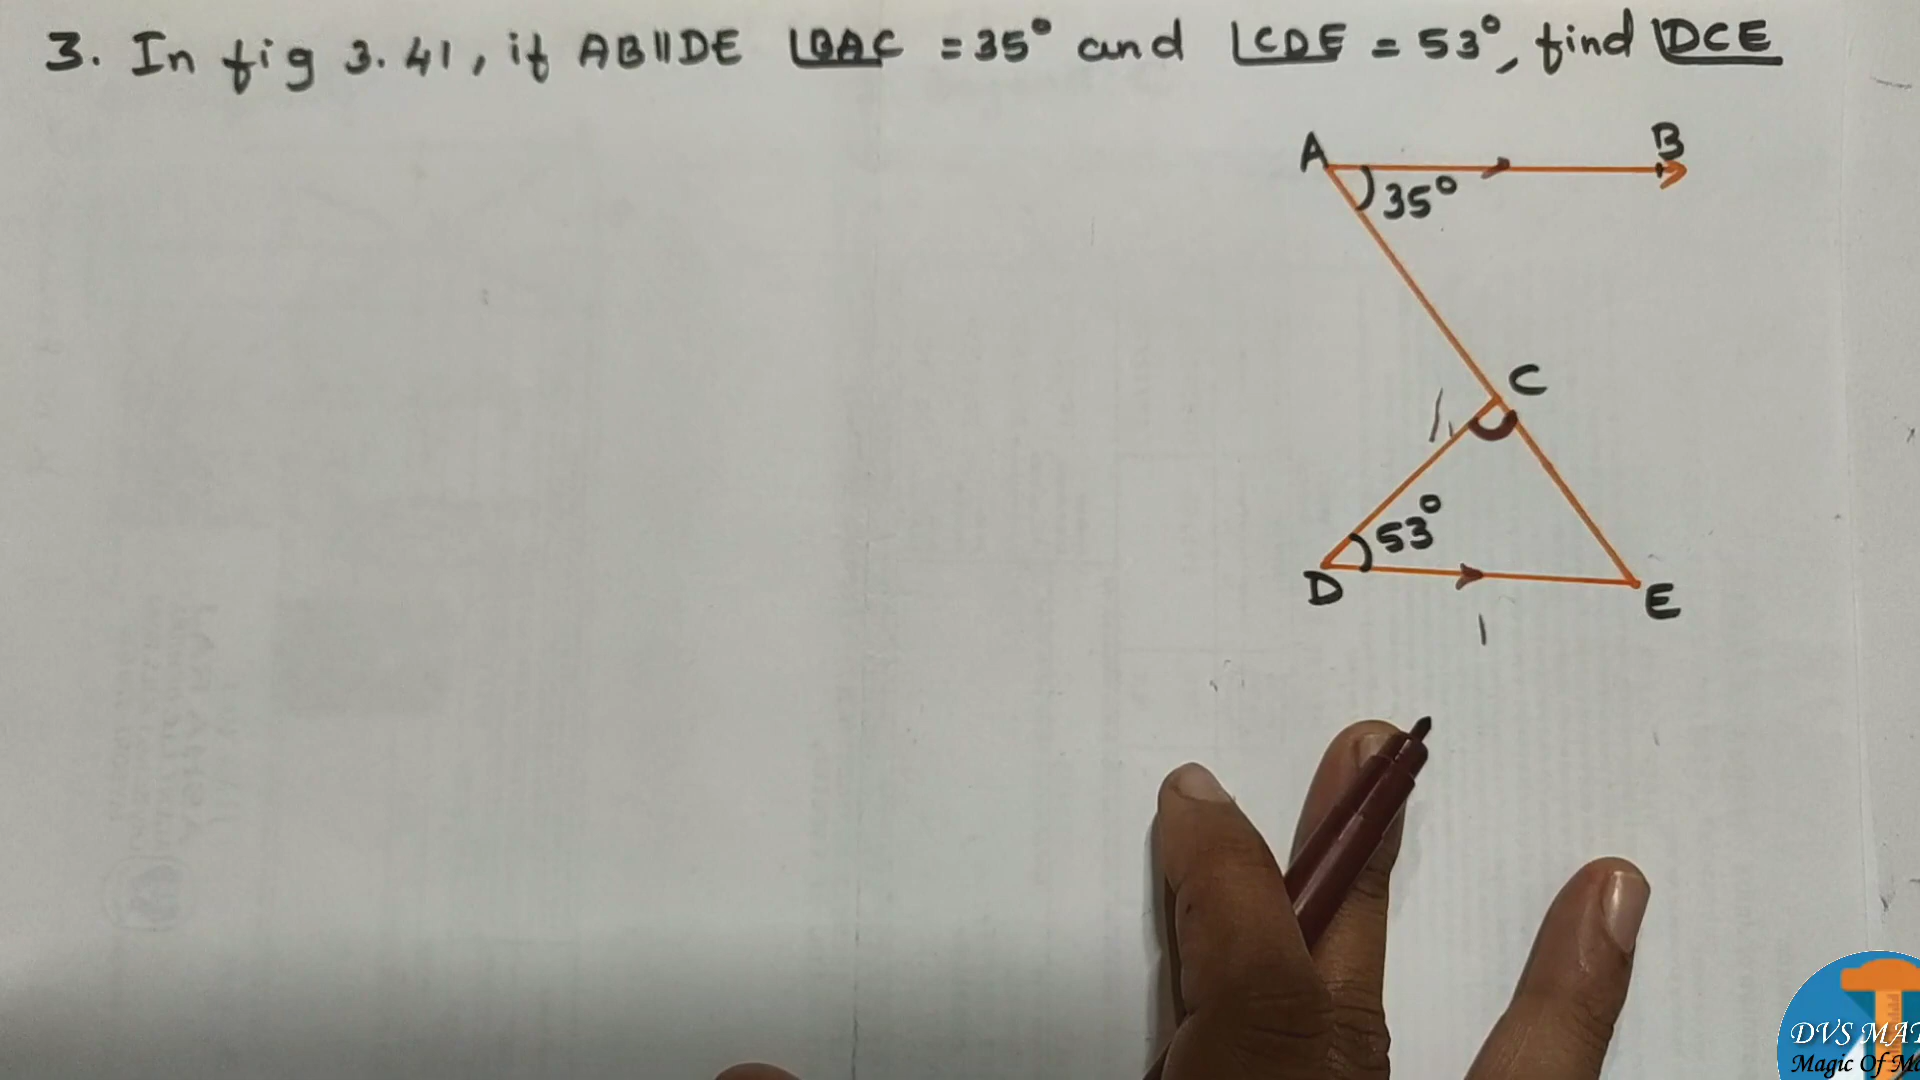 3. In fig 3.41, if AB||DE ∠BAC = 35° and ∠CDE = 53°, find ∠DCE
A
B
35°
C
53°
D
E
DVS MAT
Magic Of Ma